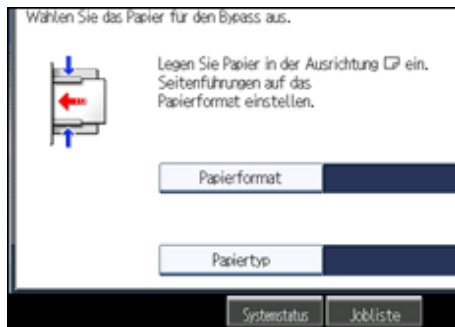 Wählen Sie das Papier für den Bypass aus.
Legen Sie Papier in der Ausrichtung ein.
Seitenführungen auf das
Papierformat einstellen.
Papierformat
Papiertyp
Systemstatus Jobliste